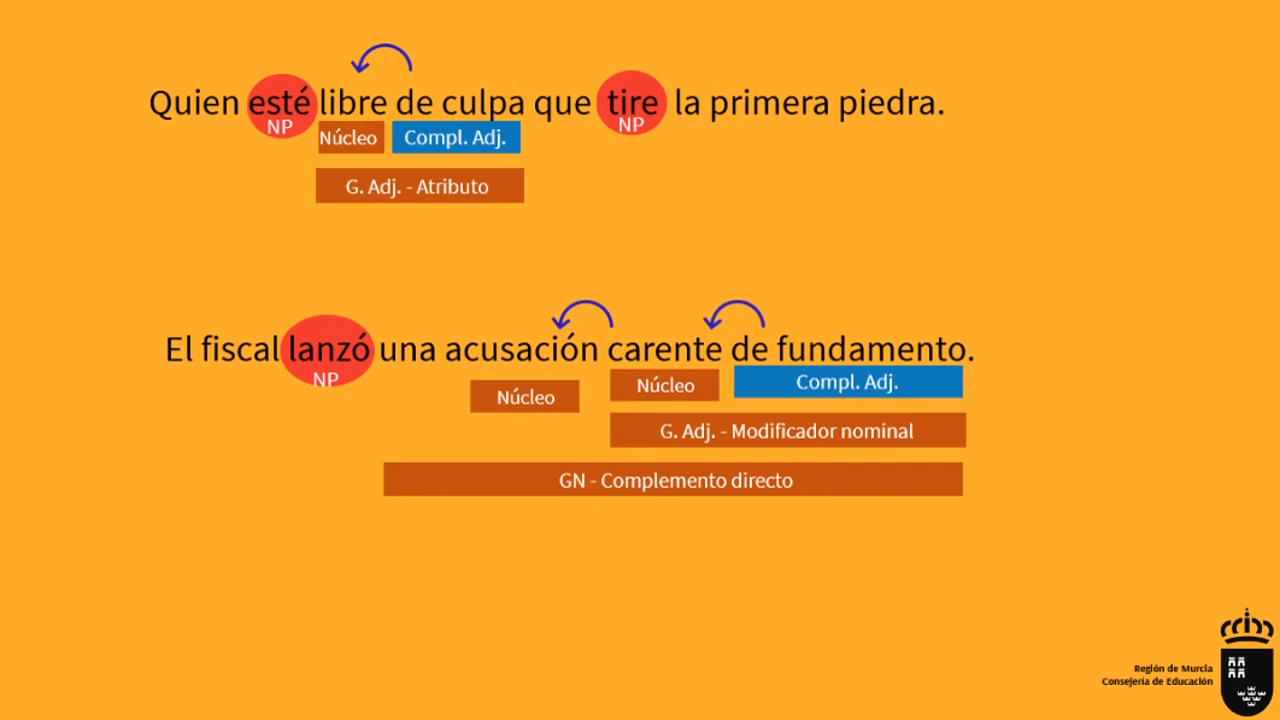 Quien esté libre de culpa que tire la primera piedra.
NP NP
Núcleo Compl. Adj.
G. Adj. - Atributo
El fiscal lanzó una acusación carente de fundamento.
NP
Núcleo Núcleo Compl. Adj.
G. Adj. - Modificador nominal
GN - Complemento directo
Región de Murcia
Consejería de Educación